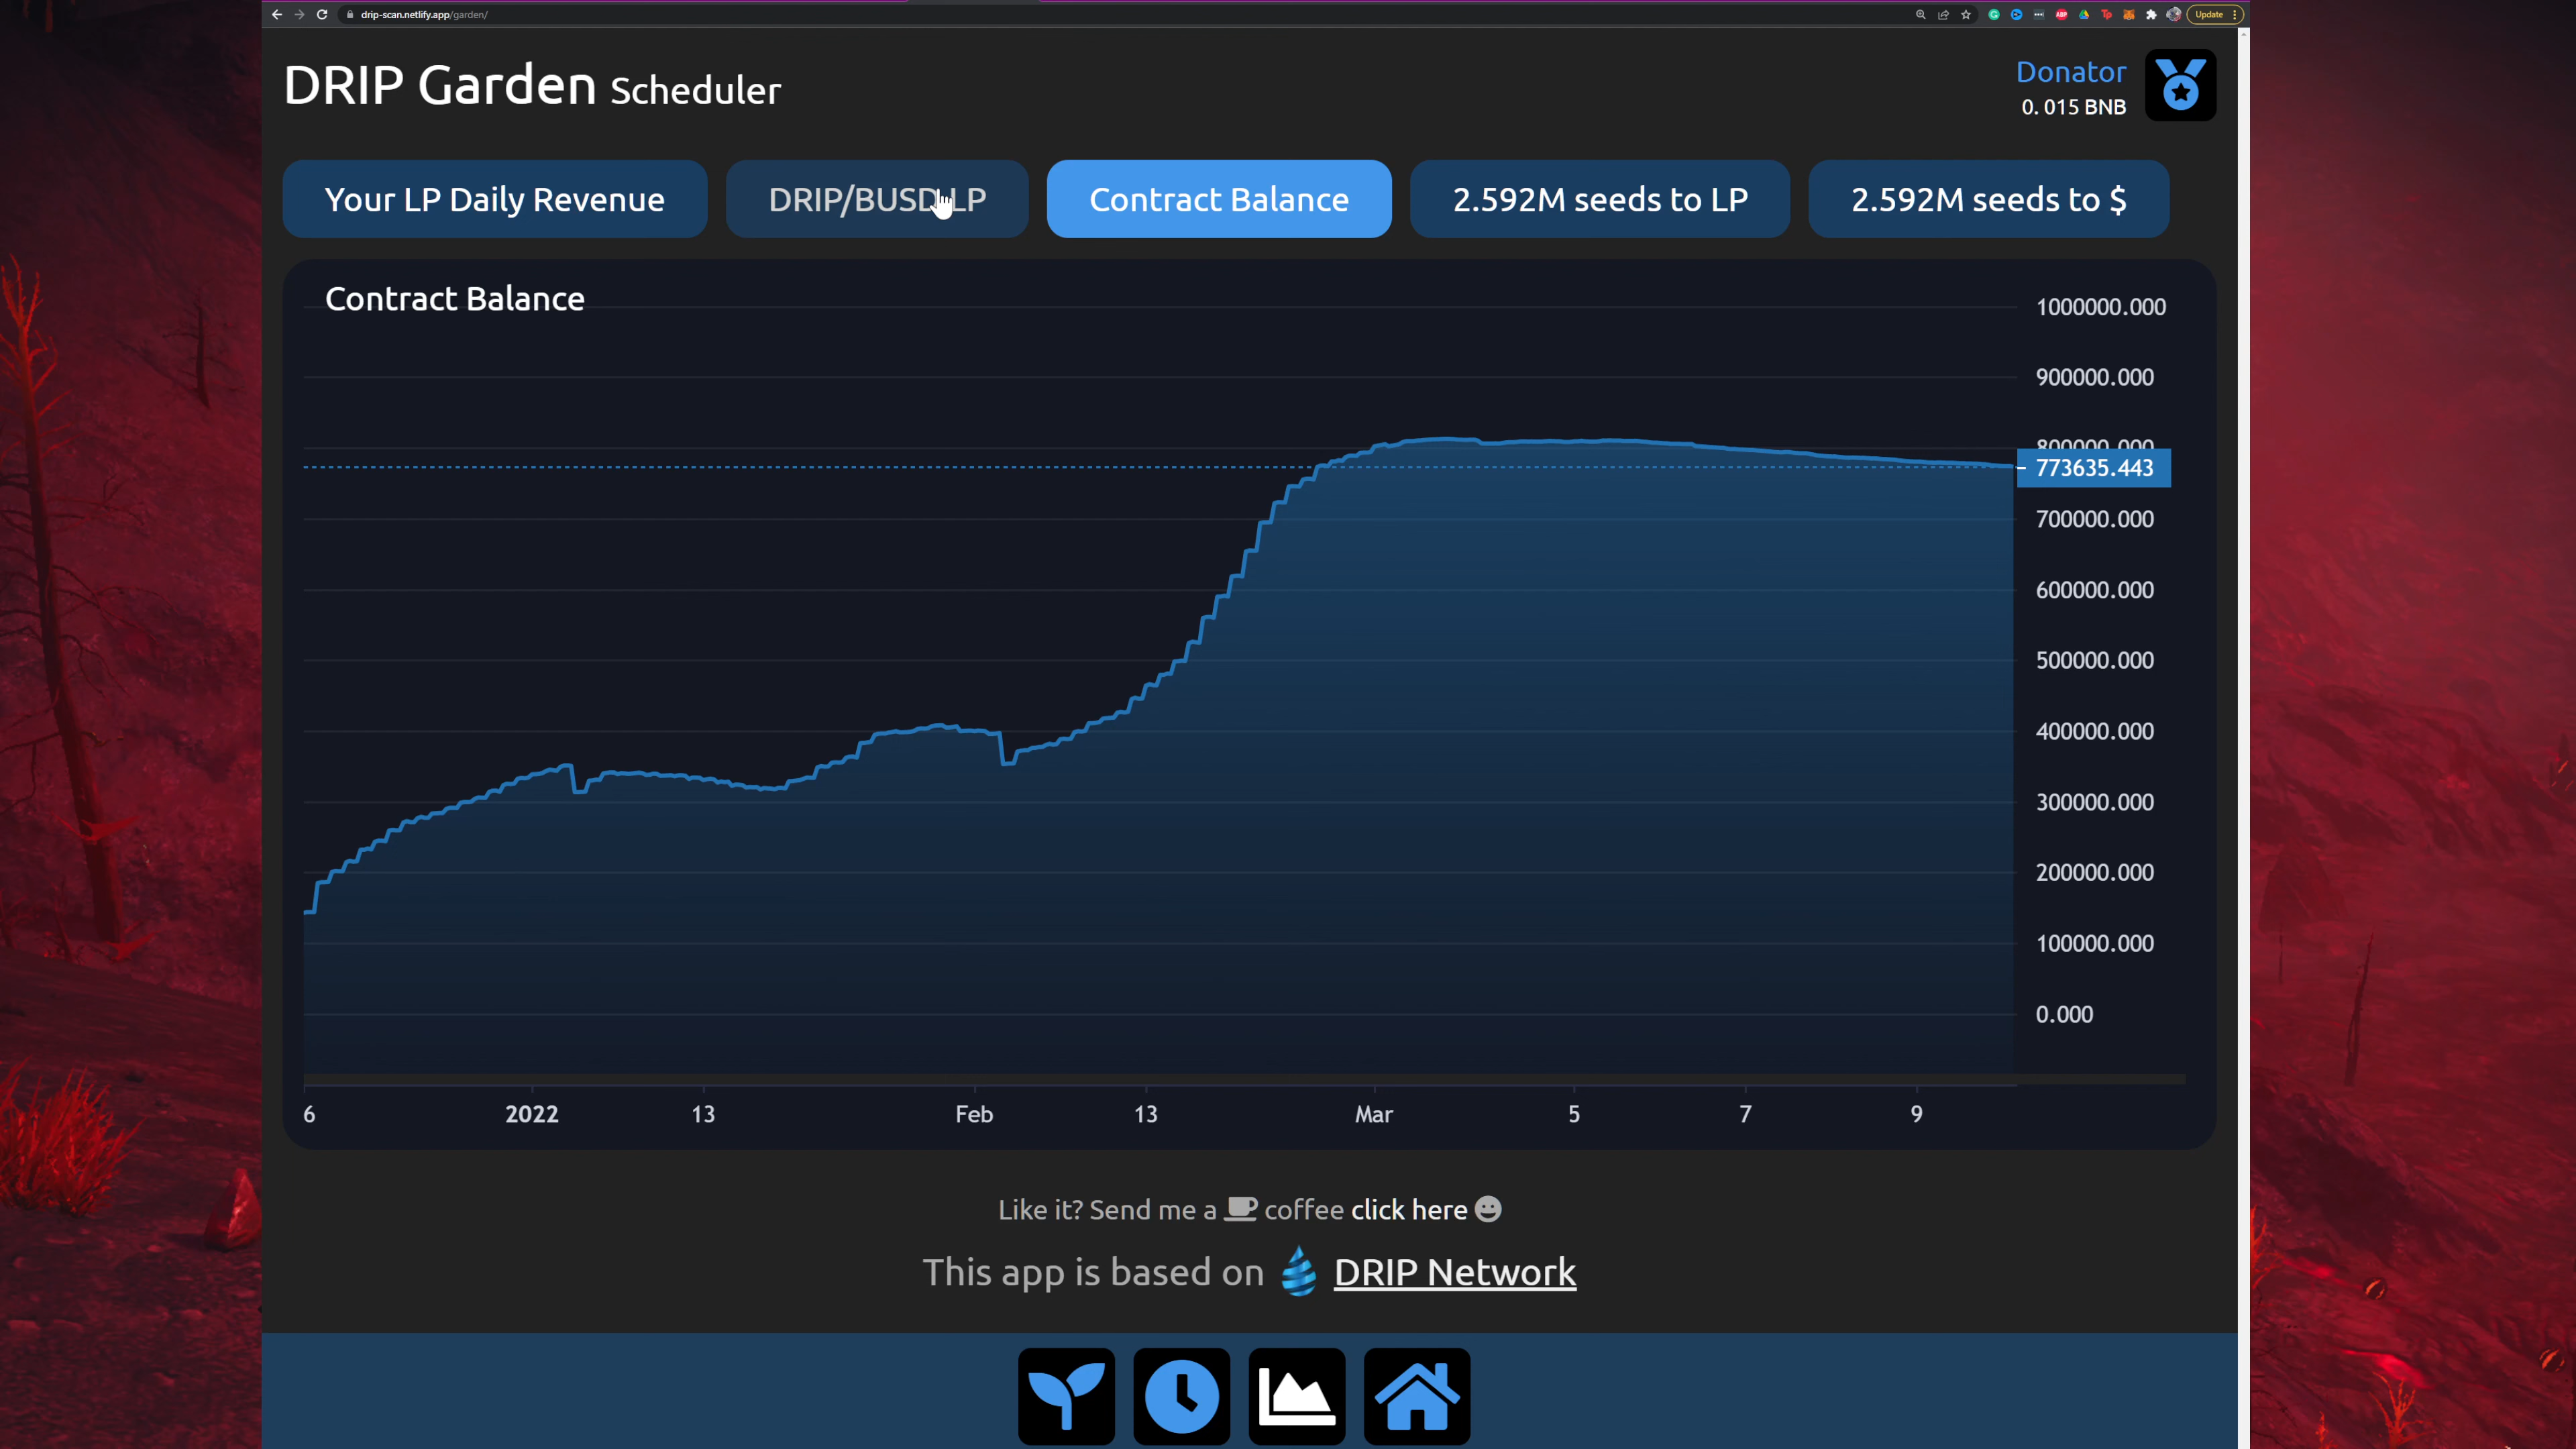 drip-scan.netlify.app/garden/
Update
DRIP Garden Scheduler
Donator
0. 015 BNB
Your LP Daily Revenue
DRIP/BUSD LP
Contract Balance
2.592M seeds to LP
2.592M seeds to $
Contract Balance
1000000.000
900000.000
800000.000
773635.443
700000.000
600000.000
500000.000
400000.000
300000.000
200000.000
100000.000
0.000
6 2022 13 Feb 13 Mar 5 7 9
Like it? Send me a coffee click here
This app is based on DRIP Network